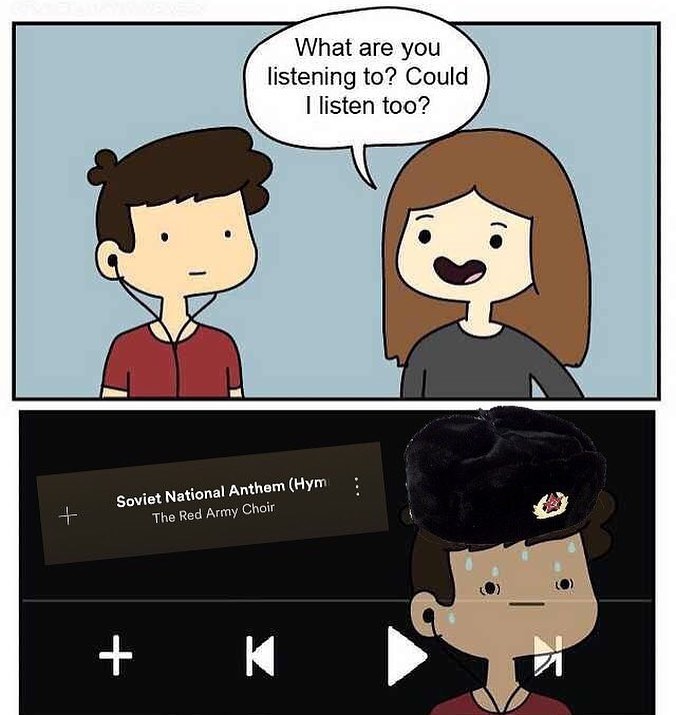 What are you
listening to? Could
I listen too?
Soviet National Anthem (Hym
The Red Army Choir